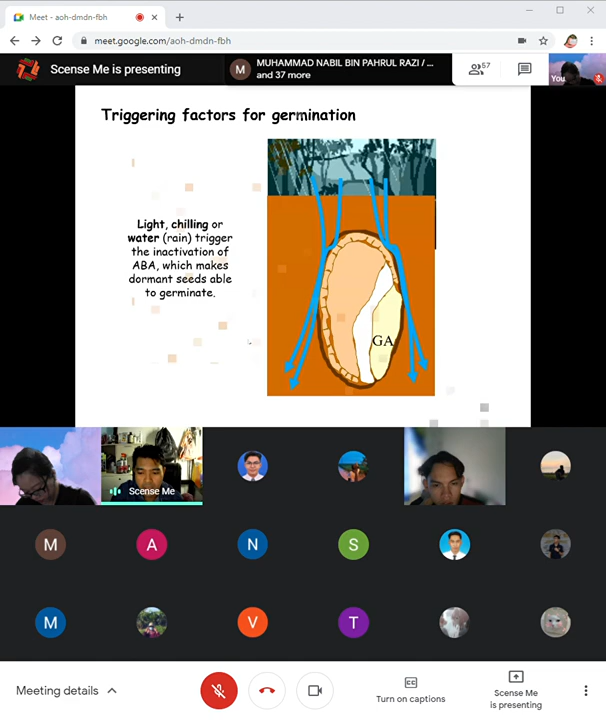 Meet - aoh-dmdn-fbh
meet.google.com/aoh-dmdn-fbh
Scense Me is presenting
M
MUHAMMAD NABIL BIN PAHRUL RAZI / ...
and 37 more
57
You
Triggering factors for germination
Light, chilling or
water (rain) trigger
the inactivation of
ABA, which makes
dormant seeds able
to germinate.
GA
Scense Me
M
A
N
S
M
V
T
Meeting details
CC
Turn on captions
Scense Me
is presenting